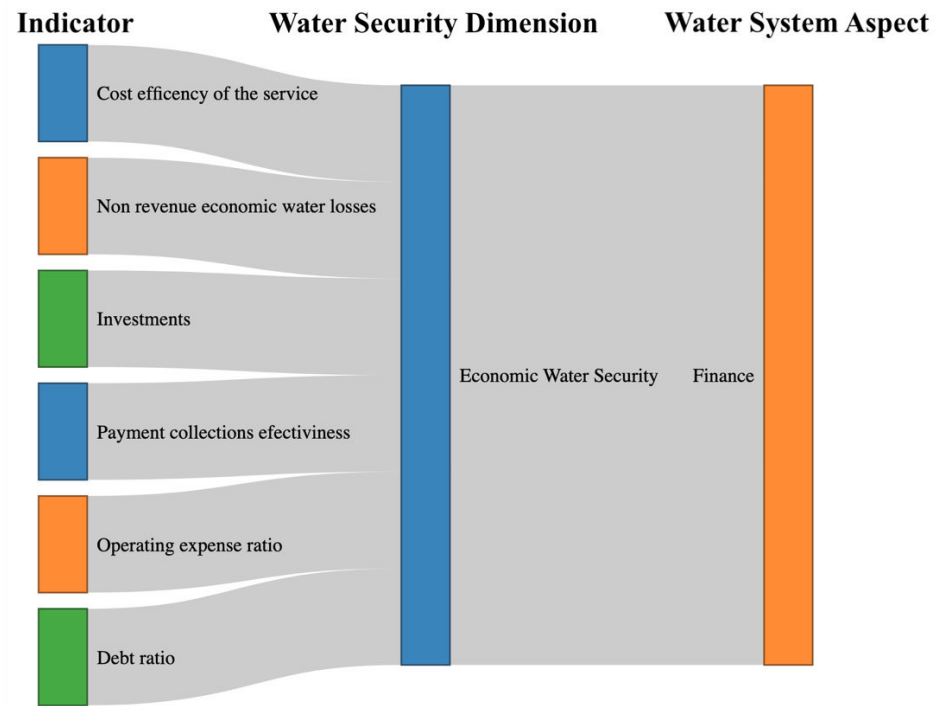 Indicator
Water Security Dimension
Water System Aspect
Cost efficency of the service
Non revenue economic water losses
Investments
Payment collections efectiviness
Operating expense ratio
Debt ratio
Economic Water Security
Finance